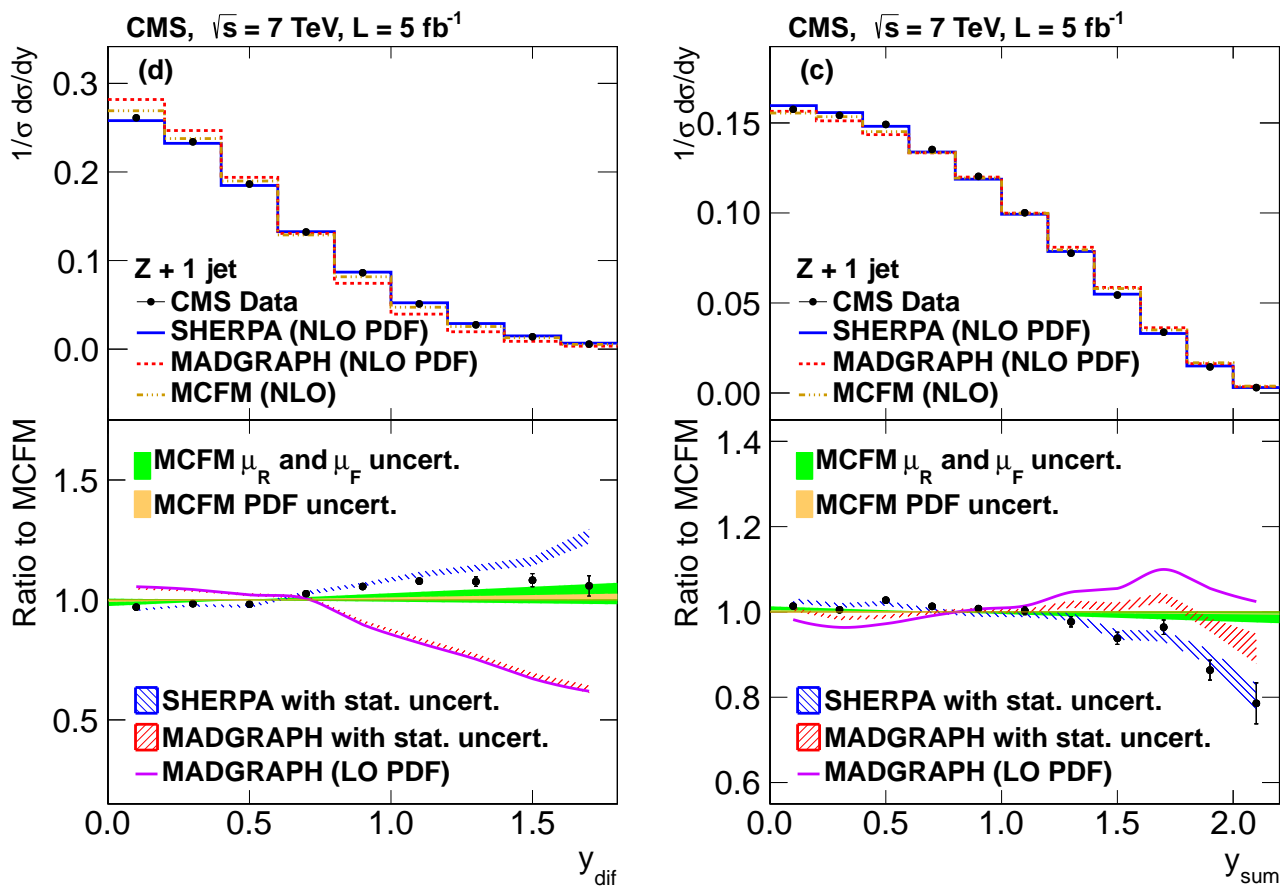 CMS, √s = 7 TeV, L = 5 fb⁻¹
(d)
1/σ dσ/dy
0.3
0.2
0.1
0.0
Z + 1 jet
CMS Data
SHERPA (NLO PDF)
MADGRAPH (NLO PDF)
MCFM (NLO)
Ratio to MCFM
1.5
1.0
0.5
MCFM μ_R and μ_F uncert.
MCFM PDF uncert.
SHERPA with stat. uncert.
MADGRAPH with stat. uncert.
MADGRAPH (LO PDF)
0.0 0.5 1.0 1.5
y_dif
CMS, √s = 7 TeV, L = 5 fb⁻¹
(c)
1/σ dσ/dy
0.15
0.10
0.05
0.00
Z + 1 jet
CMS Data
SHERPA (NLO PDF)
MADGRAPH (NLO PDF)
MCFM (NLO)
Ratio to MCFM
1.4
1.2
1.0
0.8
0.6
MCFM μ_R and μ_F uncert.
MCFM PDF uncert.
SHERPA with stat. uncert.
MADGRAPH with stat. uncert.
MADGRAPH (LO PDF)
0.0 0.5 1.0 1.5 2.0
y_sum